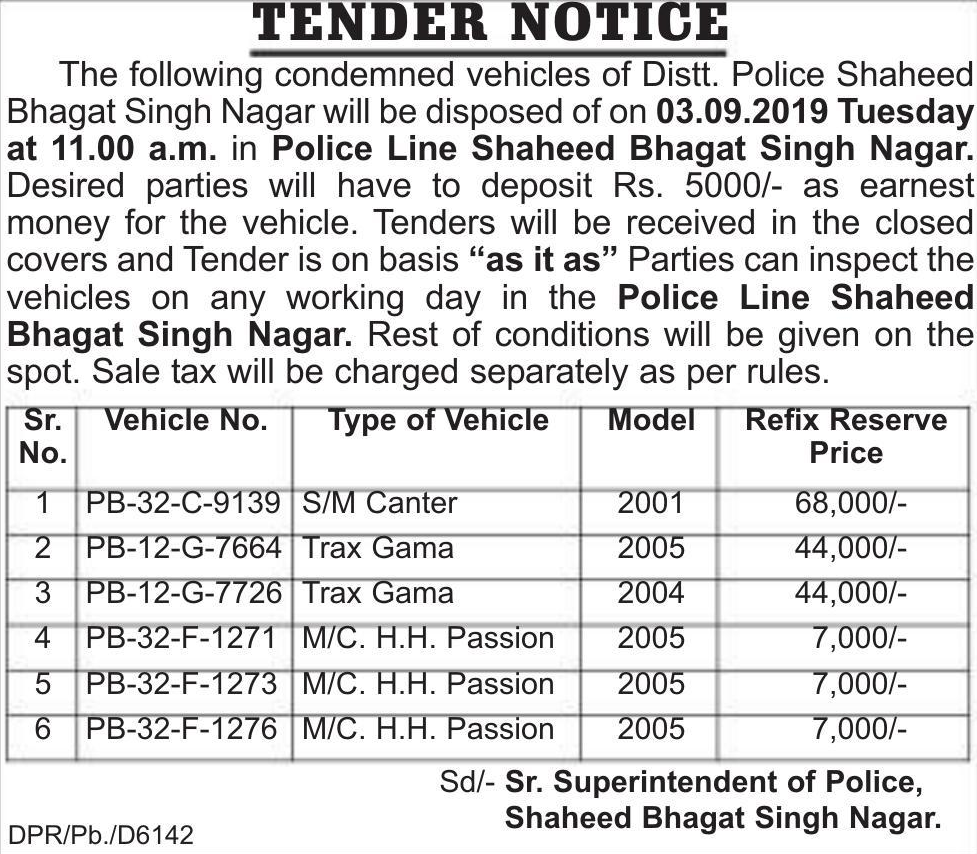 TENDER NOTICE
The following condemned vehicles of Distt. Police Shaheed
Bhagat Singh Nagar will be disposed of on 03.09.2019 Tuesday
at 11.00 a.m. in Police Line Shaheed Bhagat Singh Nagar.
Desired parties will have to deposit Rs. 5000/- as earnest
money for the vehicle. Tenders will be received in the closed
covers and Tender is on basis “as it as” Parties can inspect the
vehicles on any working day in the Police Line Shaheed
Bhagat Singh Nagar. Rest of conditions will be given on the
spot. Sale tax will be charged separately as per rules.
Sr. Vehicle No. Type of Vehicle Model Refix Reserve
No. Price
1 PB-32-C-9139 S/M Canter 2001 68,000/-
2 PB-12-G-7664 Trax Gama 2005 44,000/-
3 PB-12-G-7726 Trax Gama 2004 44,000/-
4 PB-32-F-1271 M/C. H.H. Passion 2005 7,000/-
5 PB-32-F-1273 M/C. H.H. Passion 2005 7,000/-
6 PB-32-F-1276 M/C. H.H. Passion 2005 7,000/-
Sd/- Sr. Superintendent of Police,
Shaheed Bhagat Singh Nagar.
DPR/Pb./D6142